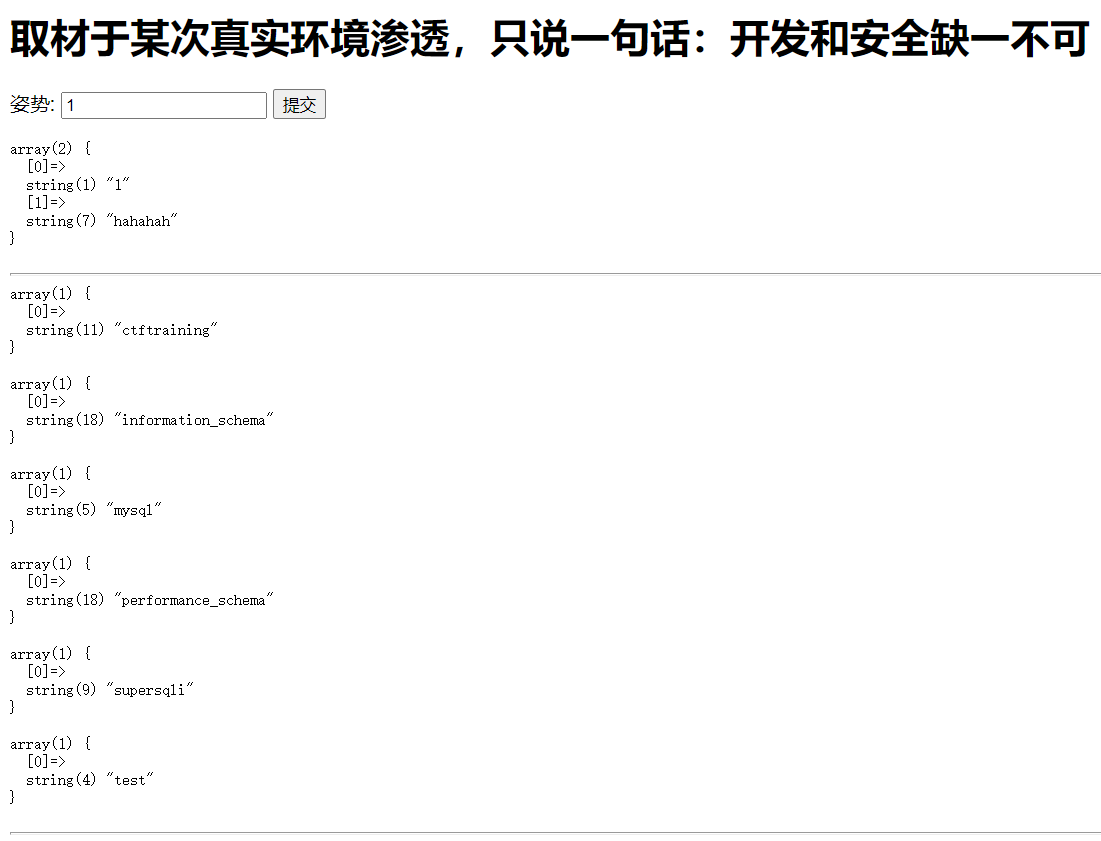 取材于某次真实环境渗透，只说一句话：开发和安全缺一不可
姿势: 1 提交
array(2) {
  [0]=>
  string(1) "1"
  [1]=>
  string(7) "hahahah"
}
array(1) {
  [0]=>
  string(11) "ctftraining"
}
array(1) {
  [0]=>
  string(18) "information_schema"
}
array(1) {
  [0]=>
  string(5) "mysql"
}
array(1) {
  [0]=>
  string(18) "performance_schema"
}
array(1) {
  [0]=>
  string(9) "supersqli"
}
array(1) {
  [0]=>
  string(4) "test"
}